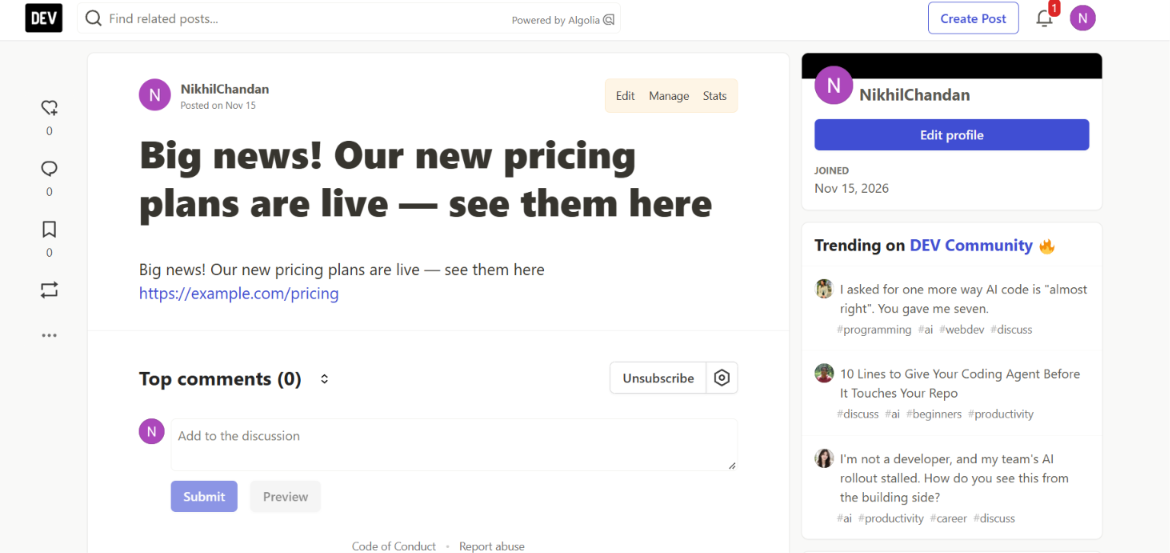 DEV
Find related posts...
Powered by Algolia
Create Post
1
N
N
NikhilChandan
Posted on Nov 15
Edit Manage Stats
Big news! Our new pricing
plans are live — see them here
Big news! Our new pricing plans are live — see them here
https://example.com/pricing
0
0
0
Top comments (0)
Unsubscribe
N
Add to the discussion
Submit
Preview
Code of Conduct • Report abuse
N
NikhilChandan
Edit profile
JOINED
Nov 15, 2026
Trending on DEV Community 🔥
I asked for one more way AI code is "almost
right". You gave me seven.
#programming #ai #webdev #discuss
10 Lines to Give Your Coding Agent Before
It Touches Your Repo
#discuss #ai #beginners #productivity
I'm not a developer, and my team's AI
rollout stalled. How do you see this from
the building side?
#ai #productivity #career #discuss